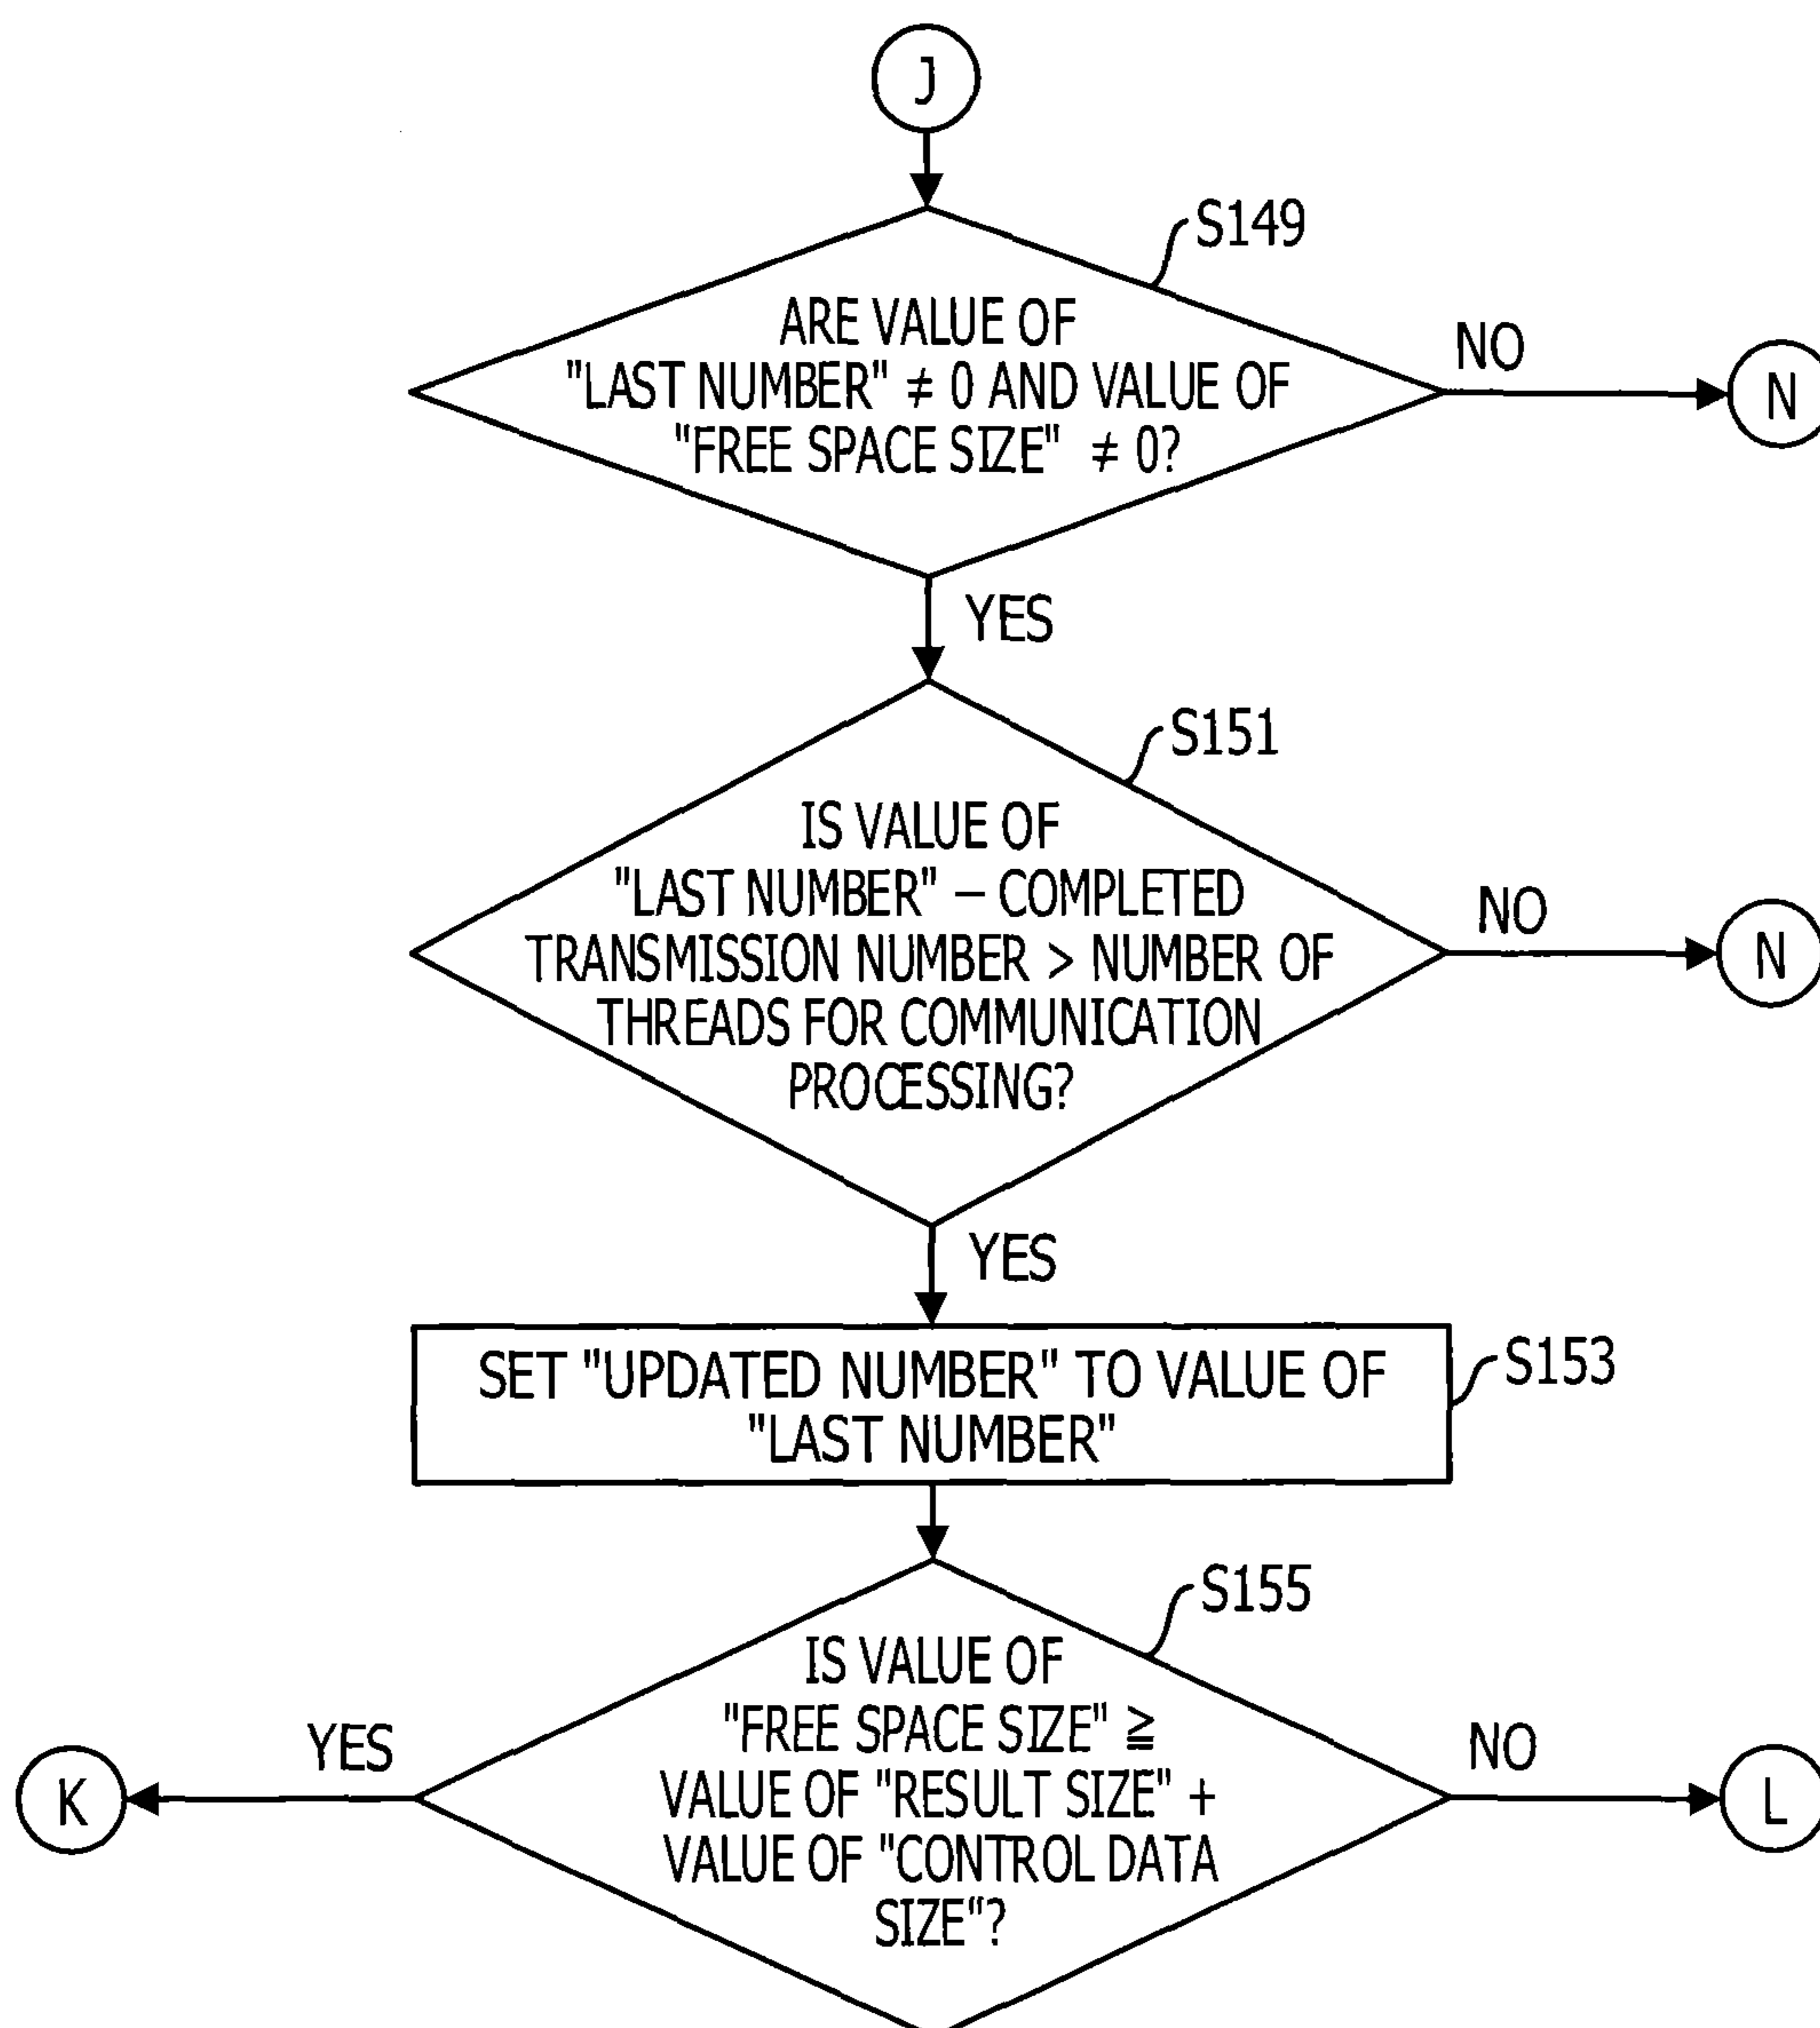 J
S149
ARE VALUE OF
"LAST NUMBER" ≠ 0 AND VALUE OF
"FREE SPACE SIZE" ≠ 0?
NO
N
YES
S151
IS VALUE OF
"LAST NUMBER" – COMPLETED
TRANSMISSION NUMBER > NUMBER OF
THREADS FOR COMMUNICATION
PROCESSING?
NO
N
YES
SET "UPDATED NUMBER" TO VALUE OF
"LAST NUMBER"
S153
S155
IS VALUE OF
"FREE SPACE SIZE" ≧
VALUE OF "RESULT SIZE" +
VALUE OF "CONTROL DATA
SIZE"?
YES
K
NO
L